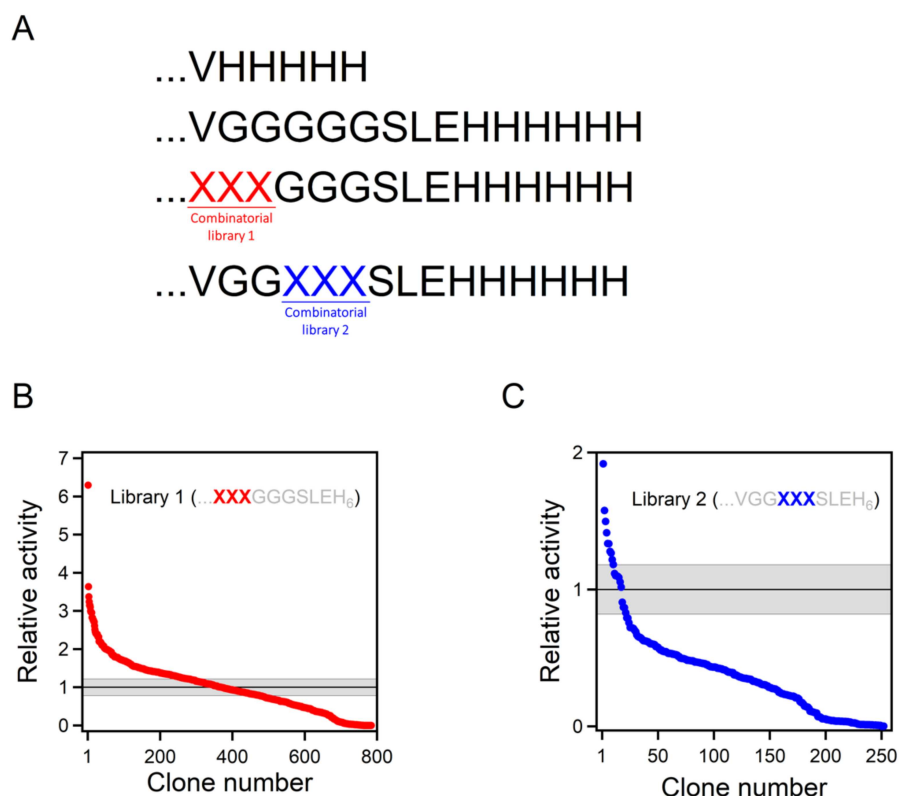 A
...VHHHHH
...VGGGGGSLEHHHHHH
...XXXGGGSLEHHHHHH
Combinatorial
library 1
...VGGXXXSLEHHHHHH
Combinatorial
library 2
B
Relative activity
7
6
5
4
3
2
1
0
Library 1 (...XXXGGGSLEH6)
1 200 400 600 800
Clone number
C
Relative activity
2
1
0
Library 2 (...VGGXXXSLEH6)
1 50 100 150 200 250
Clone number